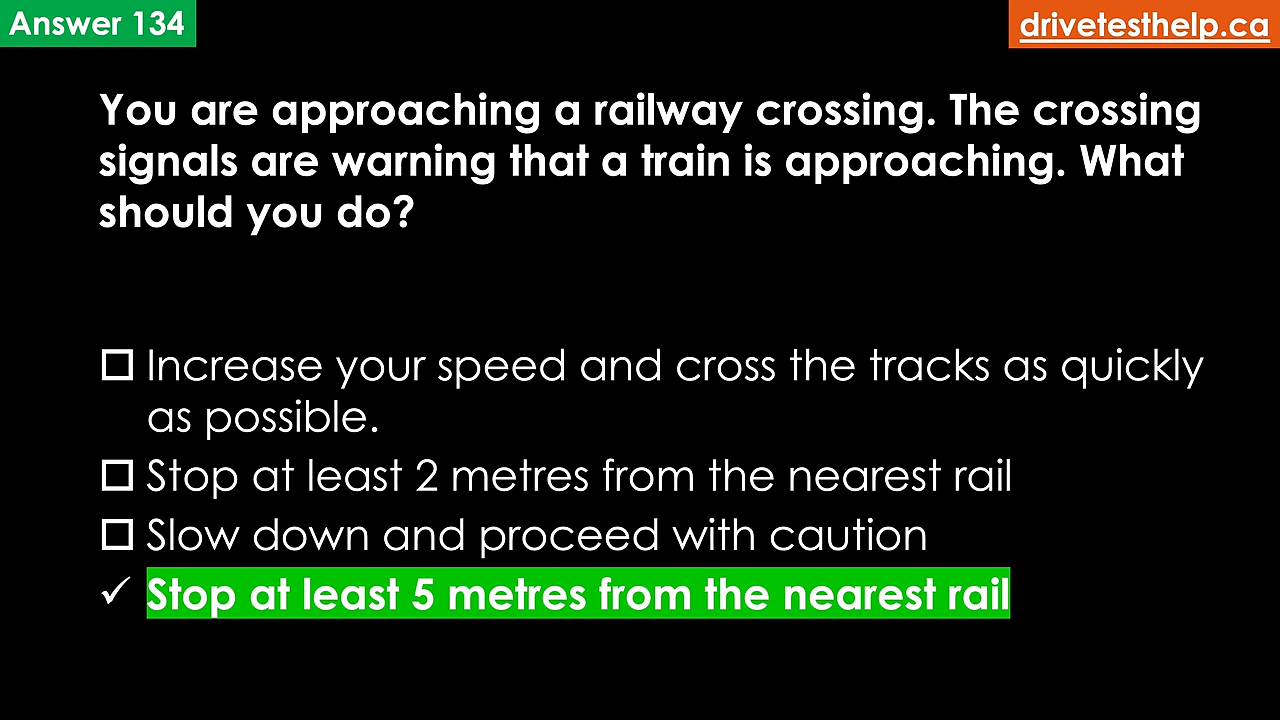 Answer 134
drivetesthelp.ca
You are approaching a railway crossing. The crossing
signals are warning that a train is approaching. What
should you do?
Increase your speed and cross the tracks as quickly
as possible.
Stop at least 2 metres from the nearest rail
Slow down and proceed with caution
Stop at least 5 metres from the nearest rail